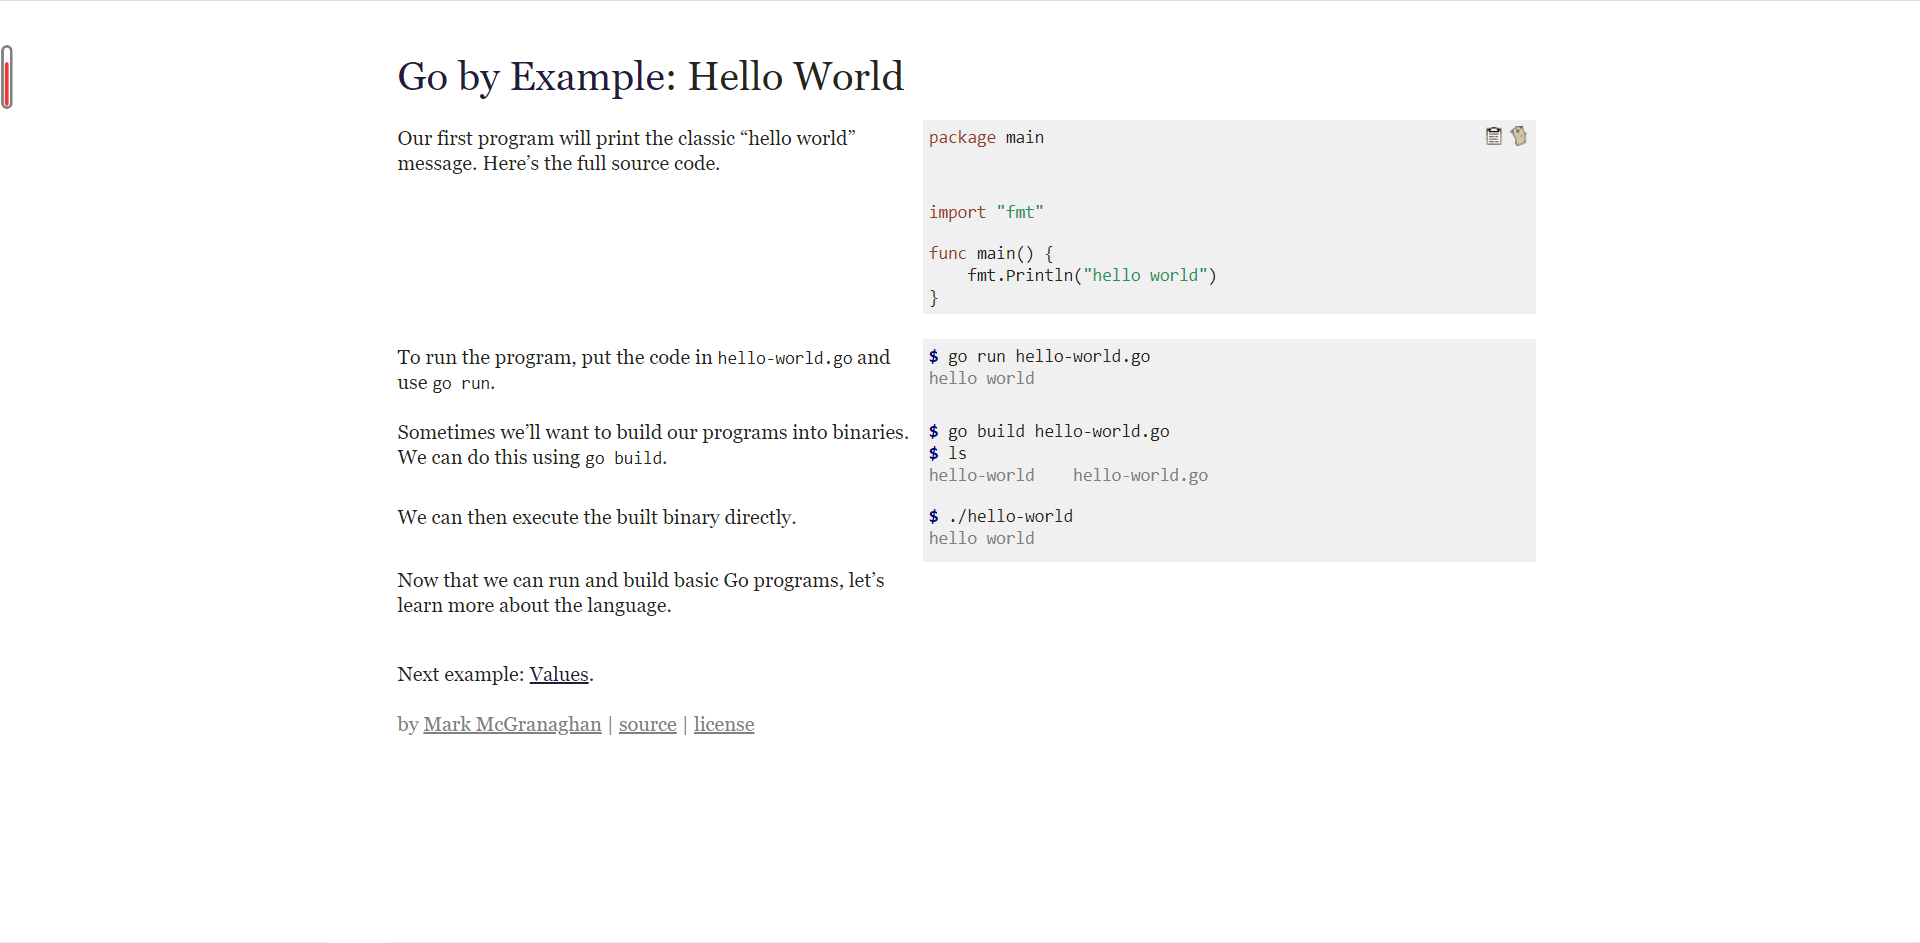 Go by Example: Hello World
Our first program will print the classic “hello world”
message. Here’s the full source code.
package main
import "fmt"
func main() {
    fmt.Println("hello world")
}
To run the program, put the code in hello-world.go and
use go run.
$ go run hello-world.go
hello world
Sometimes we’ll want to build our programs into binaries.
We can do this using go build.
$ go build hello-world.go
$ ls
hello-world    hello-world.go
We can then execute the built binary directly.
$ ./hello-world
hello world
Now that we can run and build basic Go programs, let’s
learn more about the language.
Next example: Values.
by Mark McGranaghan | source | license